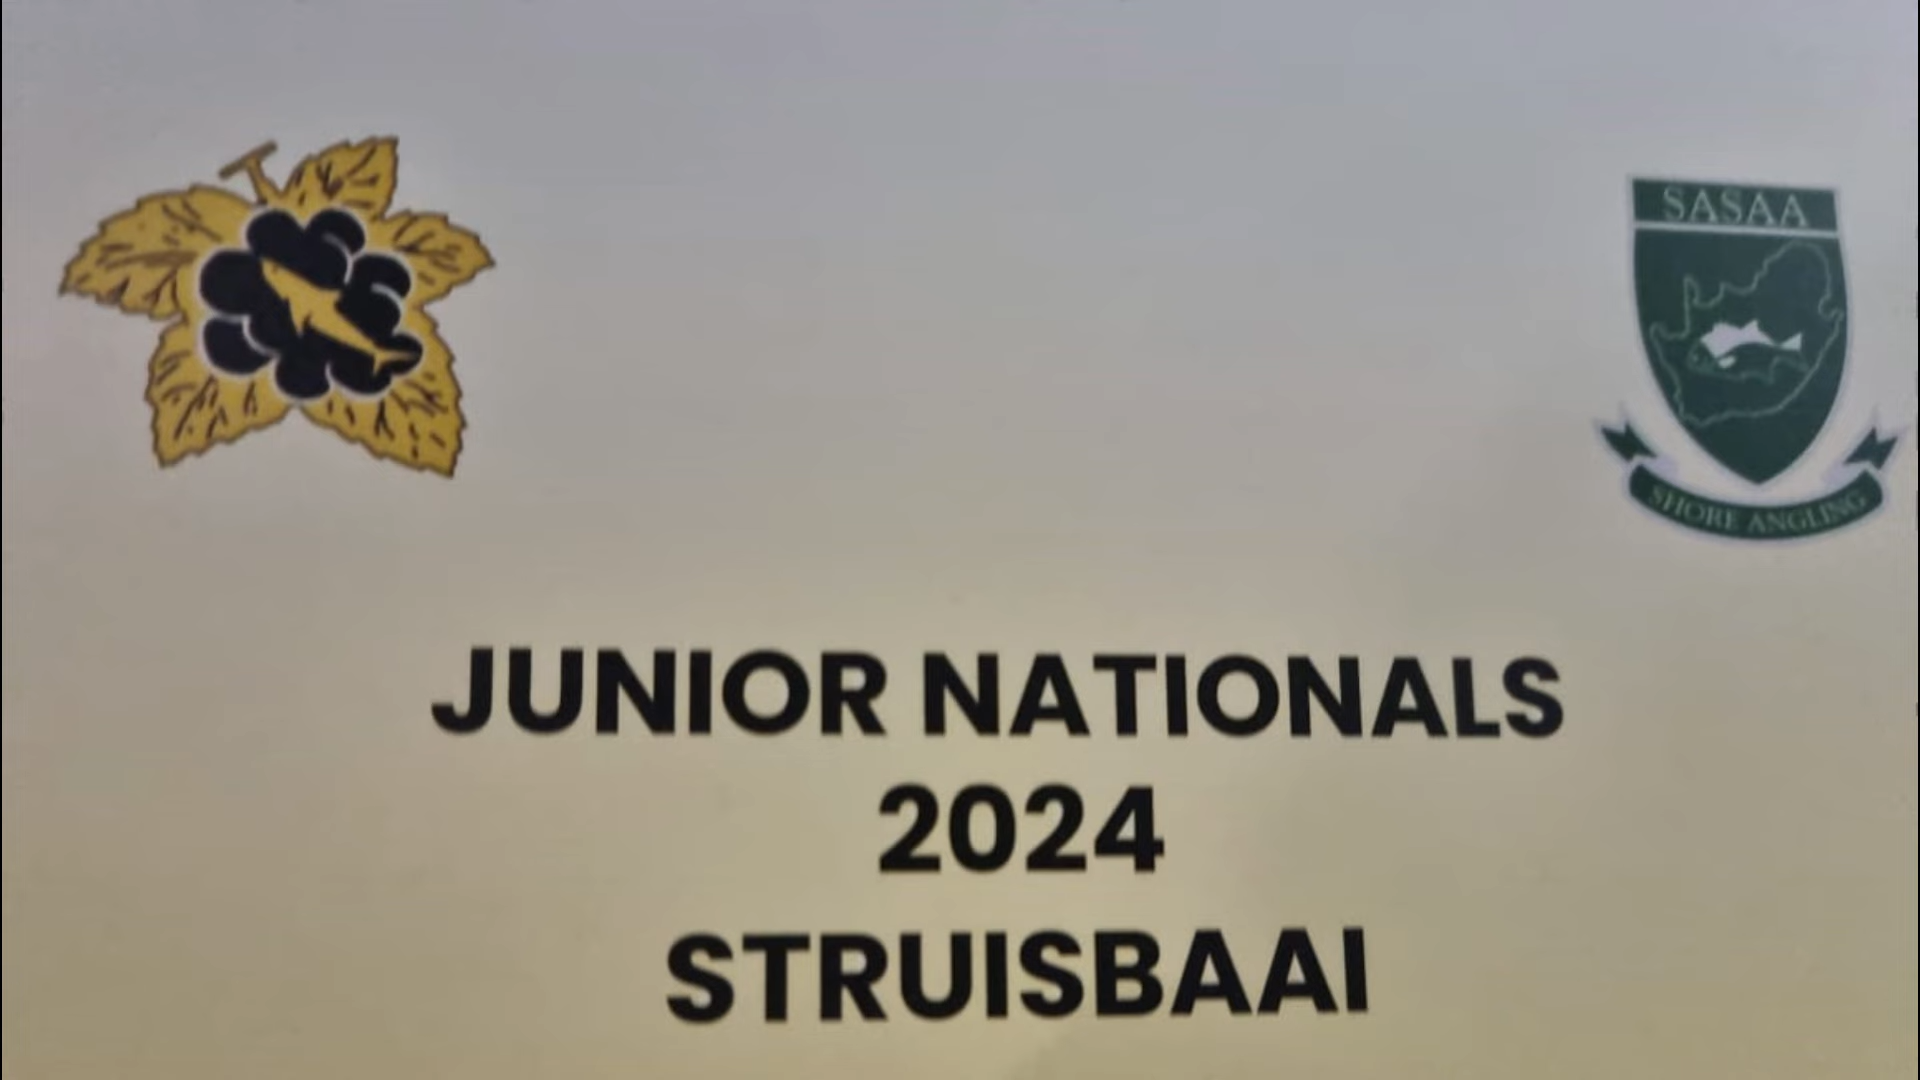 SASAA
SHORE ANGLING
JUNIOR NATIONALS
2024
STRUISBAAI